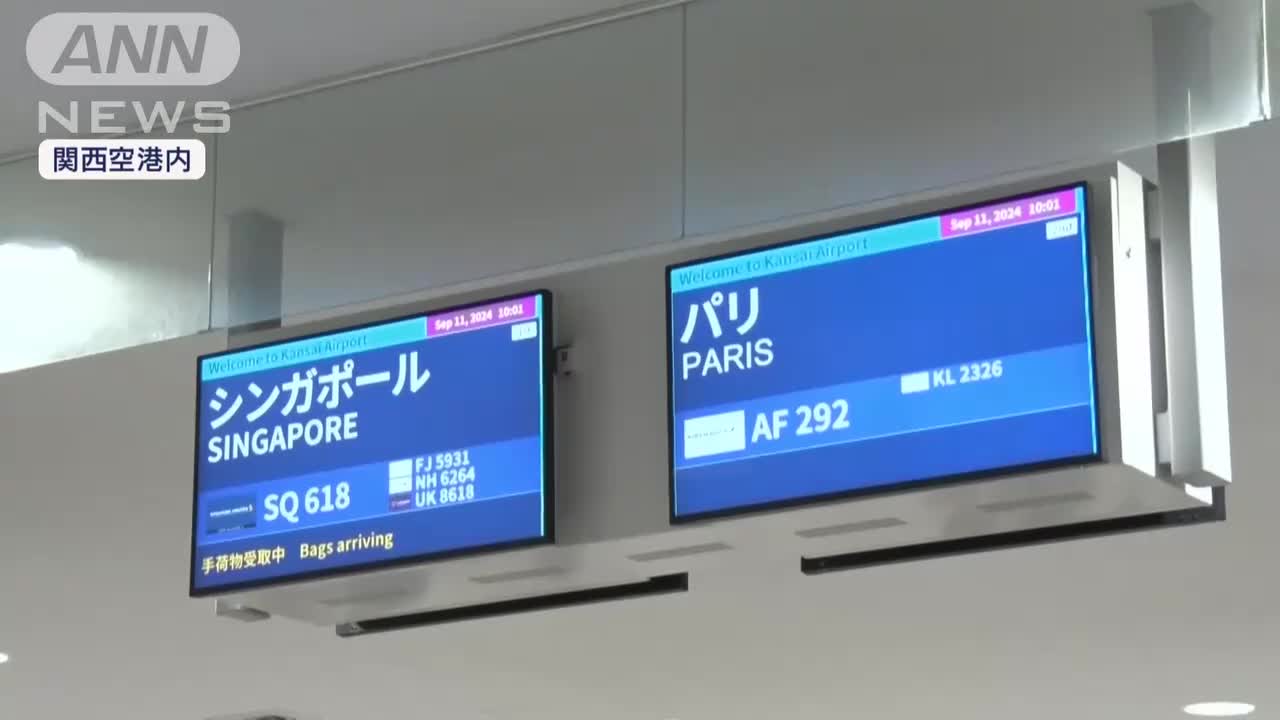 ANN
NEWS
関西空港内
Welcome to Kansai Airport
Sep 11, 2024 10:01
シンガポール
SINGAPORE
SQ 618
FJ 5931
NH 6264
UK 8618
手荷物受取中 Bags arriving
Welcome to Kansai Airport
Sep 11, 2024 10:01
パリ
PARIS
AF 292
KL 2326